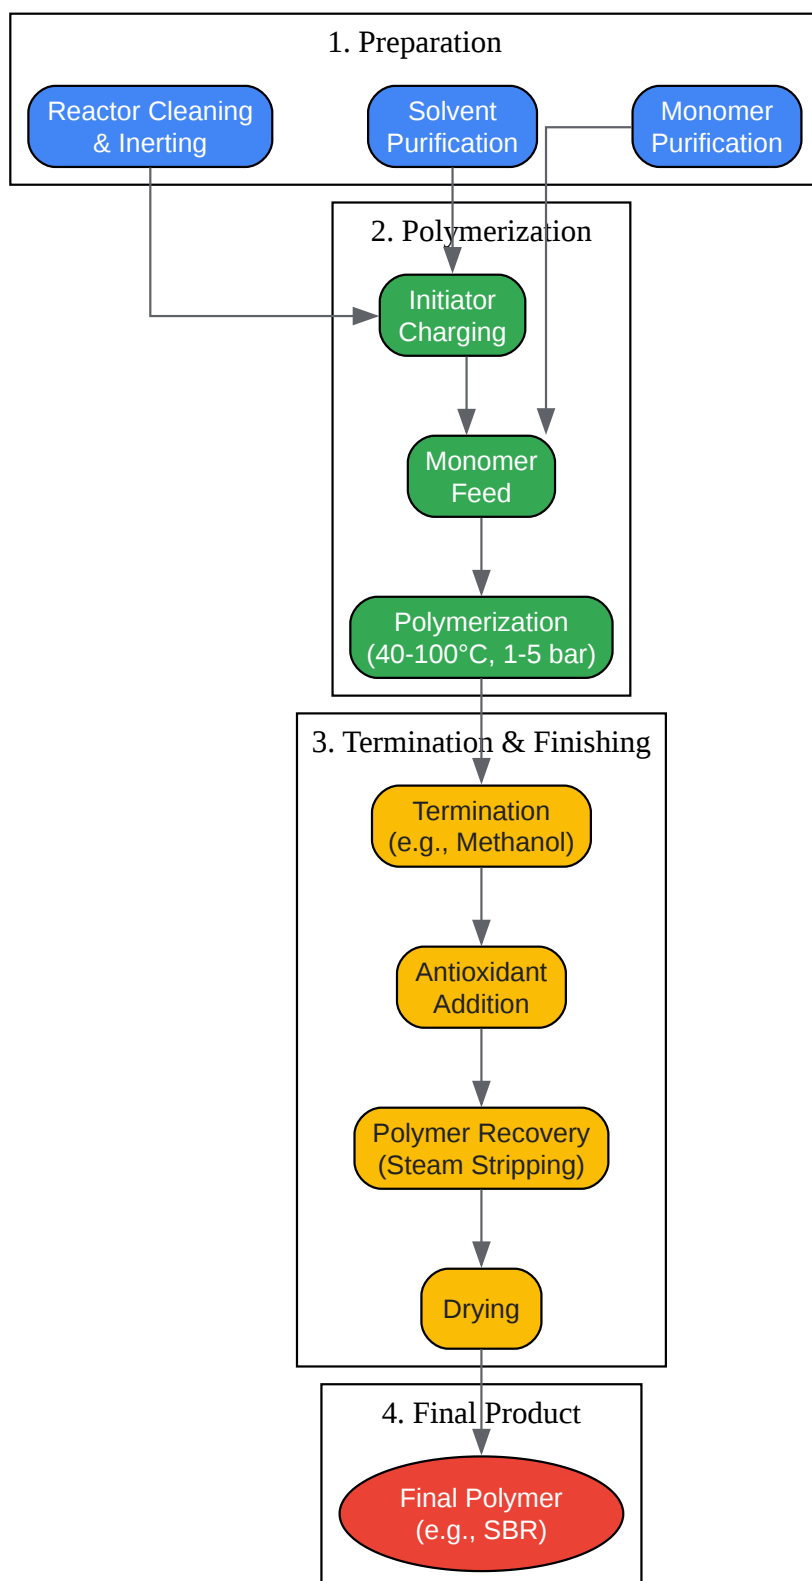 1. Preparation
Reactor Cleaning
& Inerting
Solvent
Purification
Monomer
Purification
2. Polymerization
Initiator
Charging
Monomer
Feed
Polymerization
(40-100°C, 1-5 bar)
3. Termination & Finishing
Termination
(e.g., Methanol)
Antioxidant
Addition
Polymer Recovery
(Steam Stripping)
Drying
4. Final Product
Final Polymer
(e.g., SBR)